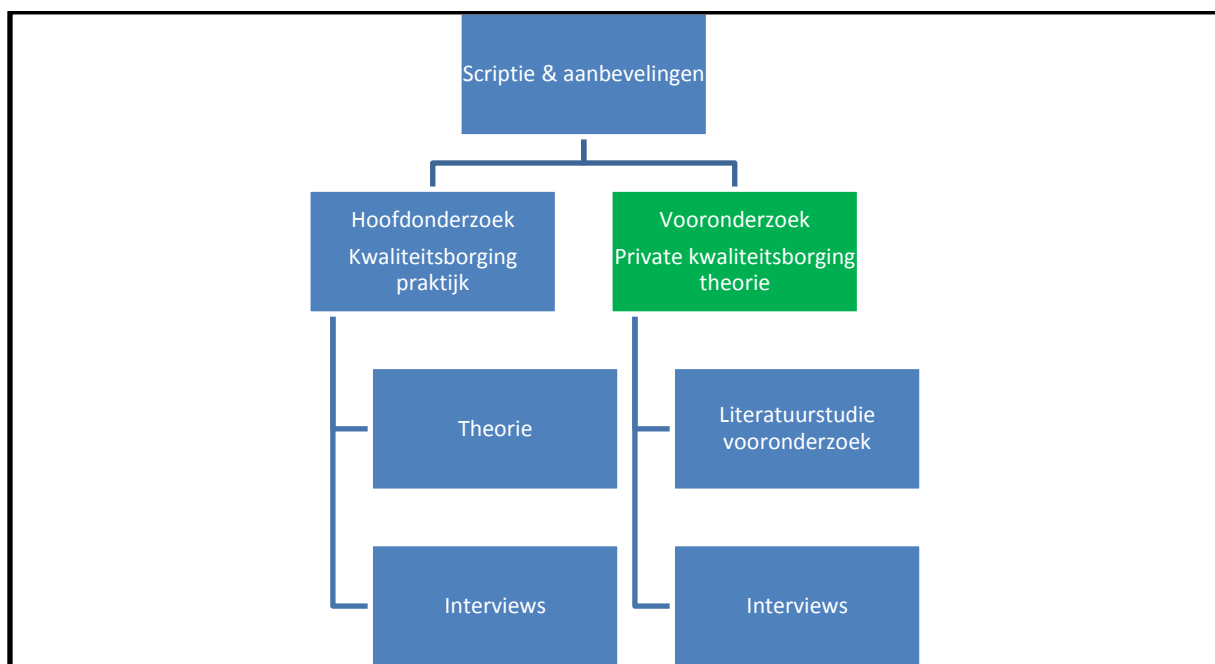 Scriptie & aanbevelingen
Hoofdonderzoek
Kwaliteitsborging
praktijk
Vooronderzoek
Private kwaliteitsborging
theorie
Theorie
Literatuurstudie
vooronderzoek
Interviews
Interviews